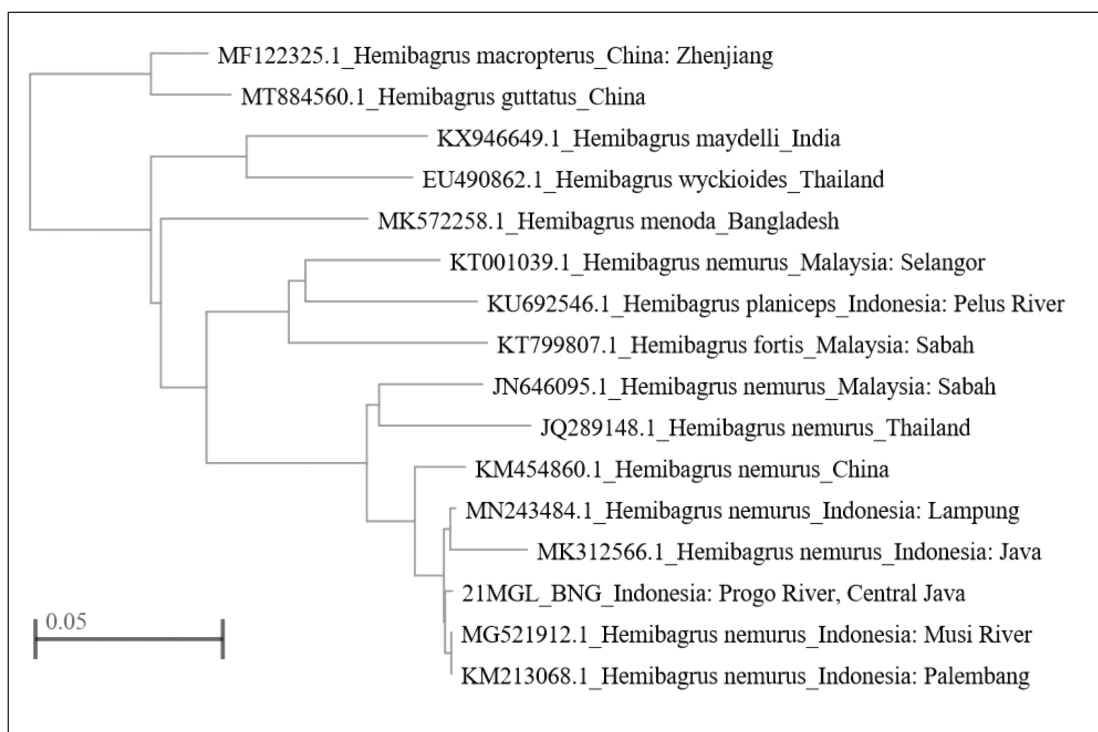 MF122325.1_Hemibagrus macropterus_China: Zhenjiang
MT884560.1_Hemibagrus guttatus_China
KX946649.1_Hemibagrus maydelli_India
EU490862.1_Hemibagrus wyckioides_Thailand
MK572258.1_Hemibagrus menoda_Bangladesh
KT001039.1_Hemibagrus nemurus_Malaysia: Selangor
KU692546.1_Hemibagrus planiceps_Indonesia: Pelus River
KT799807.1_Hemibagrus fortis_Malaysia: Sabah
JN646095.1_Hemibagrus nemurus_Malaysia: Sabah
JQ289148.1_Hemibagrus nemurus_Thailand
KM454860.1_Hemibagrus nemurus_China
MN243484.1_Hemibagrus nemurus_Indonesia: Lampung
MK312566.1_Hemibagrus nemurus_Indonesia: Java
21MGL_BNG_Indonesia: Progo River, Central Java
MG521912.1_Hemibagrus nemurus_Indonesia: Musi River
KM213068.1_Hemibagrus nemurus_Indonesia: Palembang
0.05